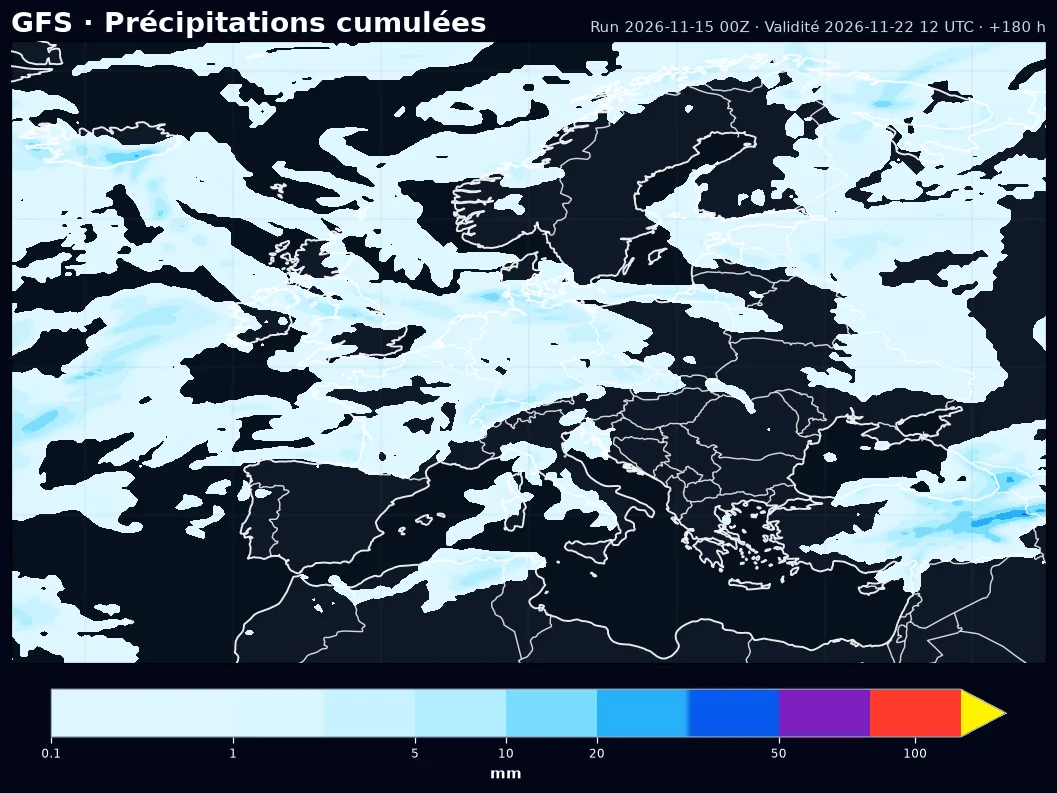 GFS · Précipitations cumulées
Run 2026-11-15 00Z · Validité 2026-11-22 12 UTC · +180 h
0.1 1 5 10 20 50 100
mm